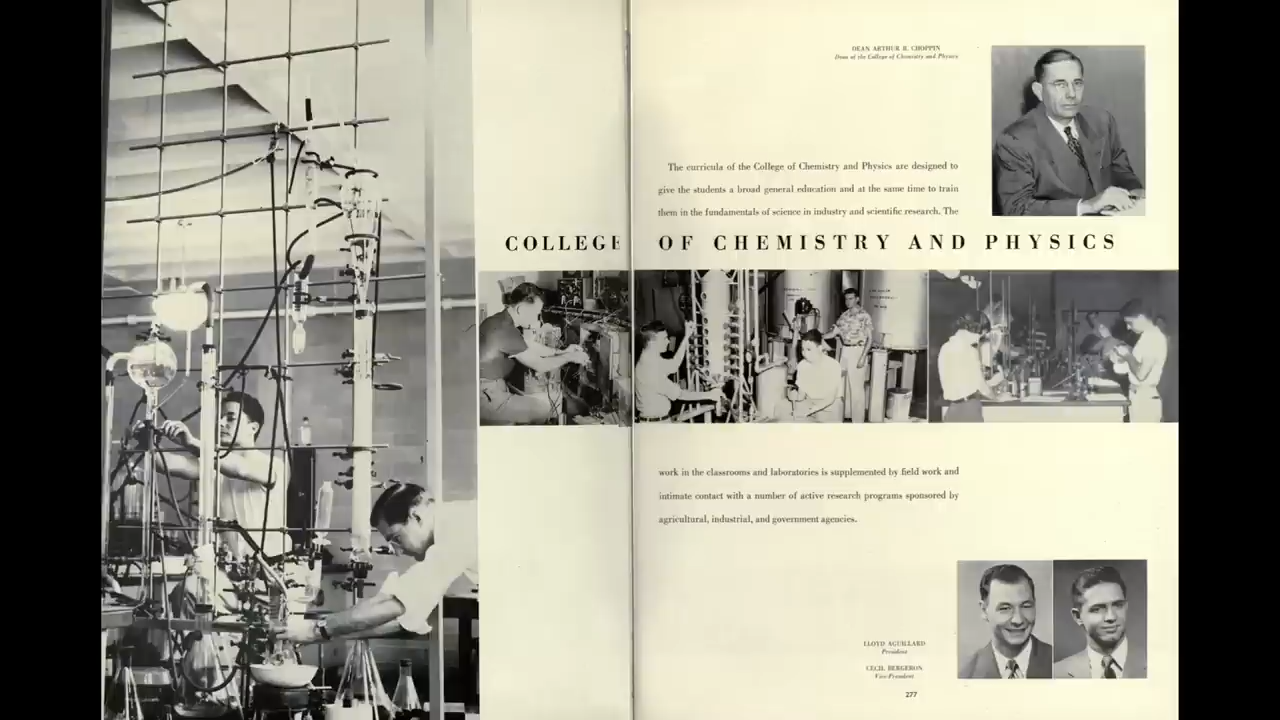 DEAN ARTHUR R. CHOPPIN
Dean of the College of Chemistry and Physics
The curricula of the College of Chemistry and Physics are designed to
give the students a broad general education and at the same time to train
them in the fundamentals of science in industry and scientific research. The
COLLEGE OF CHEMISTRY AND PHYSICS
work in the classrooms and laboratories is supplemented by field work and
intimate contact with a number of active research programs sponsored by
agricultural, industrial, and government agencies.
LLOYD AGUILLARD
President
CECIL BERGERON
Vice-President
277